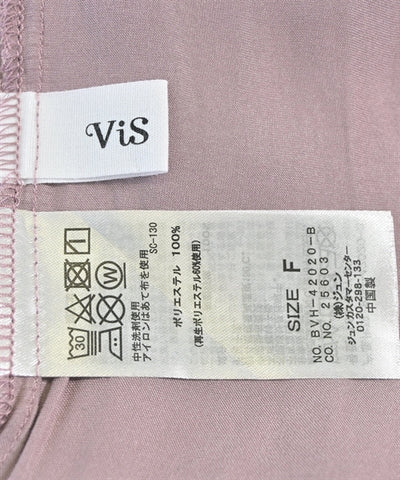 ViS
30
中性洗剤使用
アイロンはあて布を使用
SC-130
ポリエステル 100%
(再生ポリエステル60%使用)
SIZE F
NO. BVH-42020-B
CO. NO. 25603
(株)ジュン
ジュンカスタマーセンター
0120-298-133
中国製